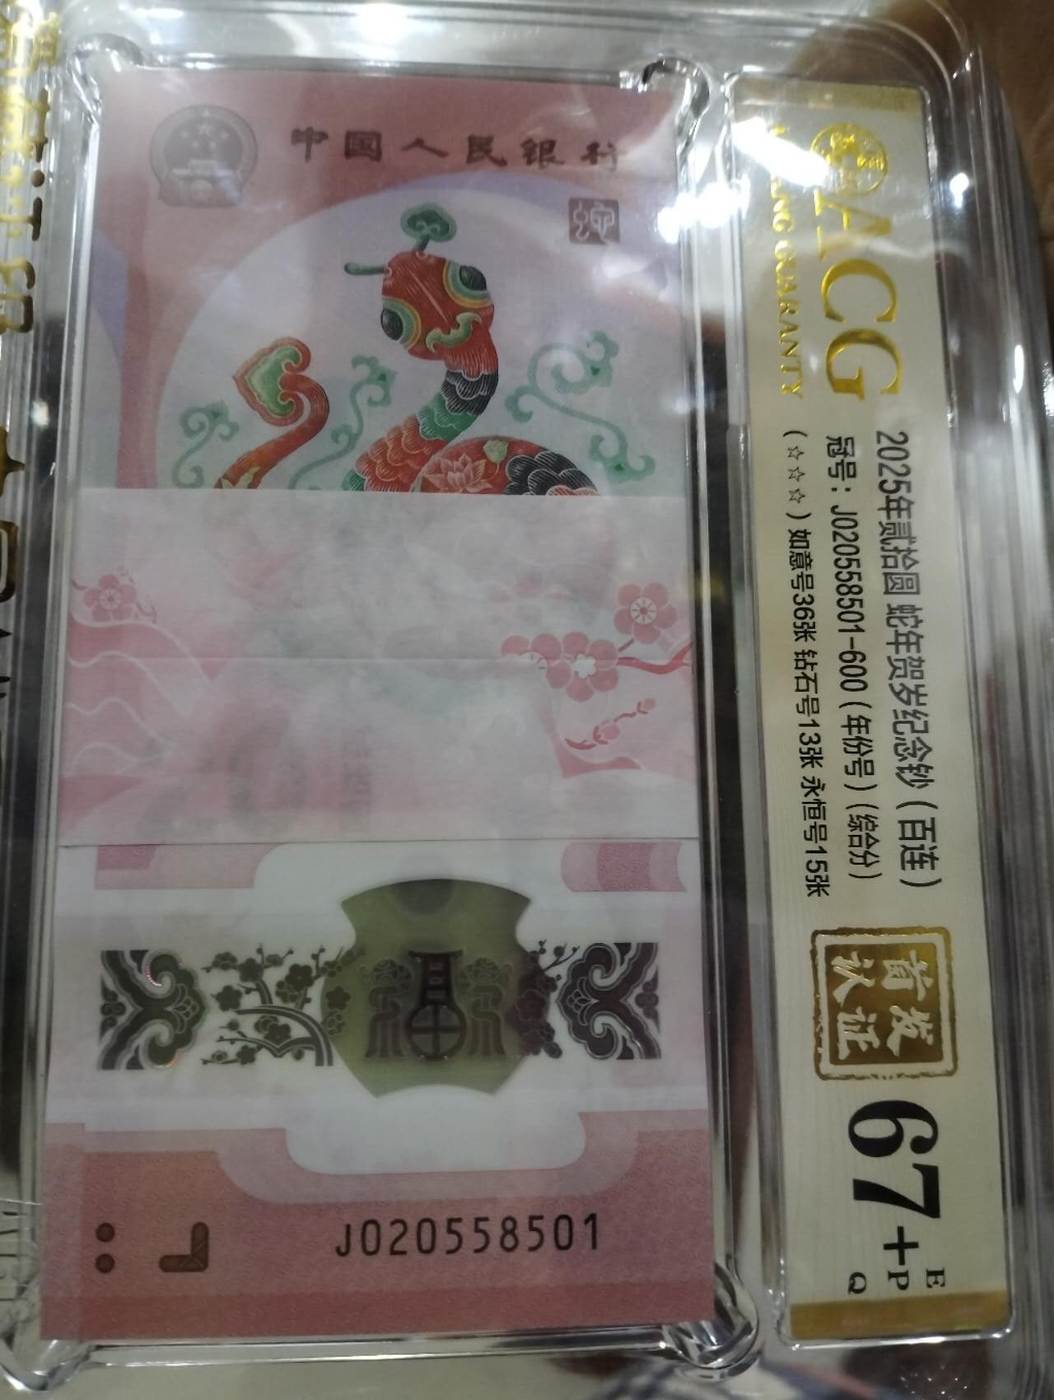 中国人民银行
J020558501
ACG
GUARANTY
2025年贰拾圆 蛇年贺岁纪念钞（百连）
冠号：J020558501-600（年份号）（综给分）
（☆☆☆）如意号36张 钻石号13张 永恒号15张
首发
认证
67+
E
P
Q